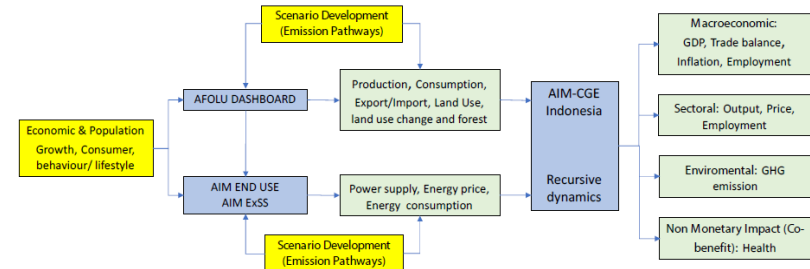 Scenario Development
(Emission Pathways)
Macroeconomic:
GDP, Trade balance,
Inflation, Employment
AFOLU DASHBOARD
Production, Consumption,
Export/Import, Land Use,
land use change and forest
AIM-CGE
Indonesia
Recursive
dynamics
Sectoral: Output, Price,
Employment
Economic & Population
Growth, Consumer,
behaviour/ lifestyle
AIM END USE
AIM ExSS
Power supply, Energy price,
Energy consumption
Enviromental: GHG
emission
Non Monetary Impact (Co-
benefit): Health
Scenario Development
(Emission Pathways)